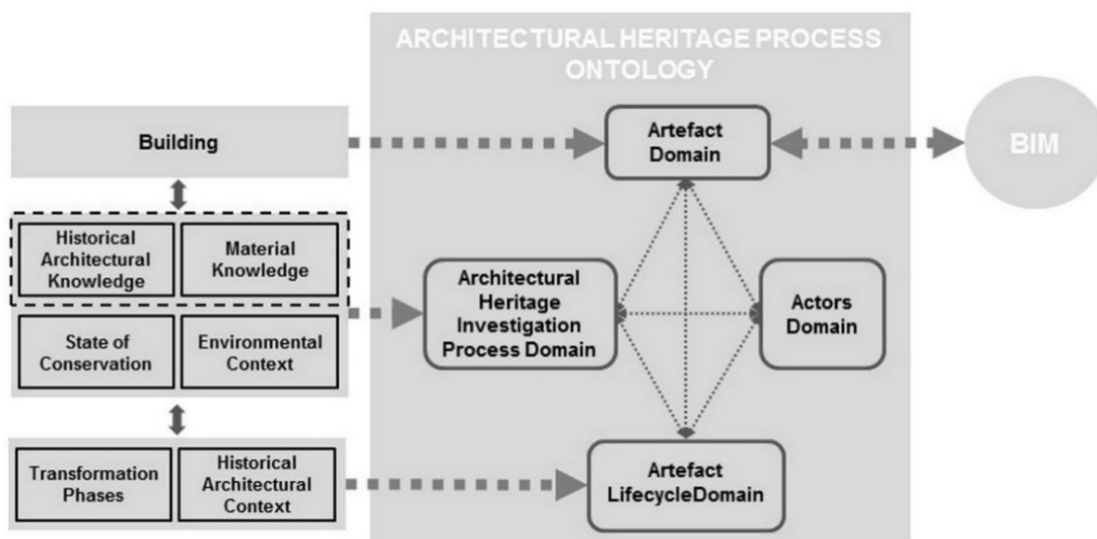 ARCHITECTURAL HERITAGE PROCESS
ONTOLOGY
Building
Artefact
Domain
BIM
Historical
Architectural
Knowledge
Material
Knowledge
State of
Conservation
Environmental
Context
Architectural
Heritage
Investigation
Process Domain
Actors
Domain
Transformation
Phases
Historical
Architectural
Context
Artefact
LifecycleDomain